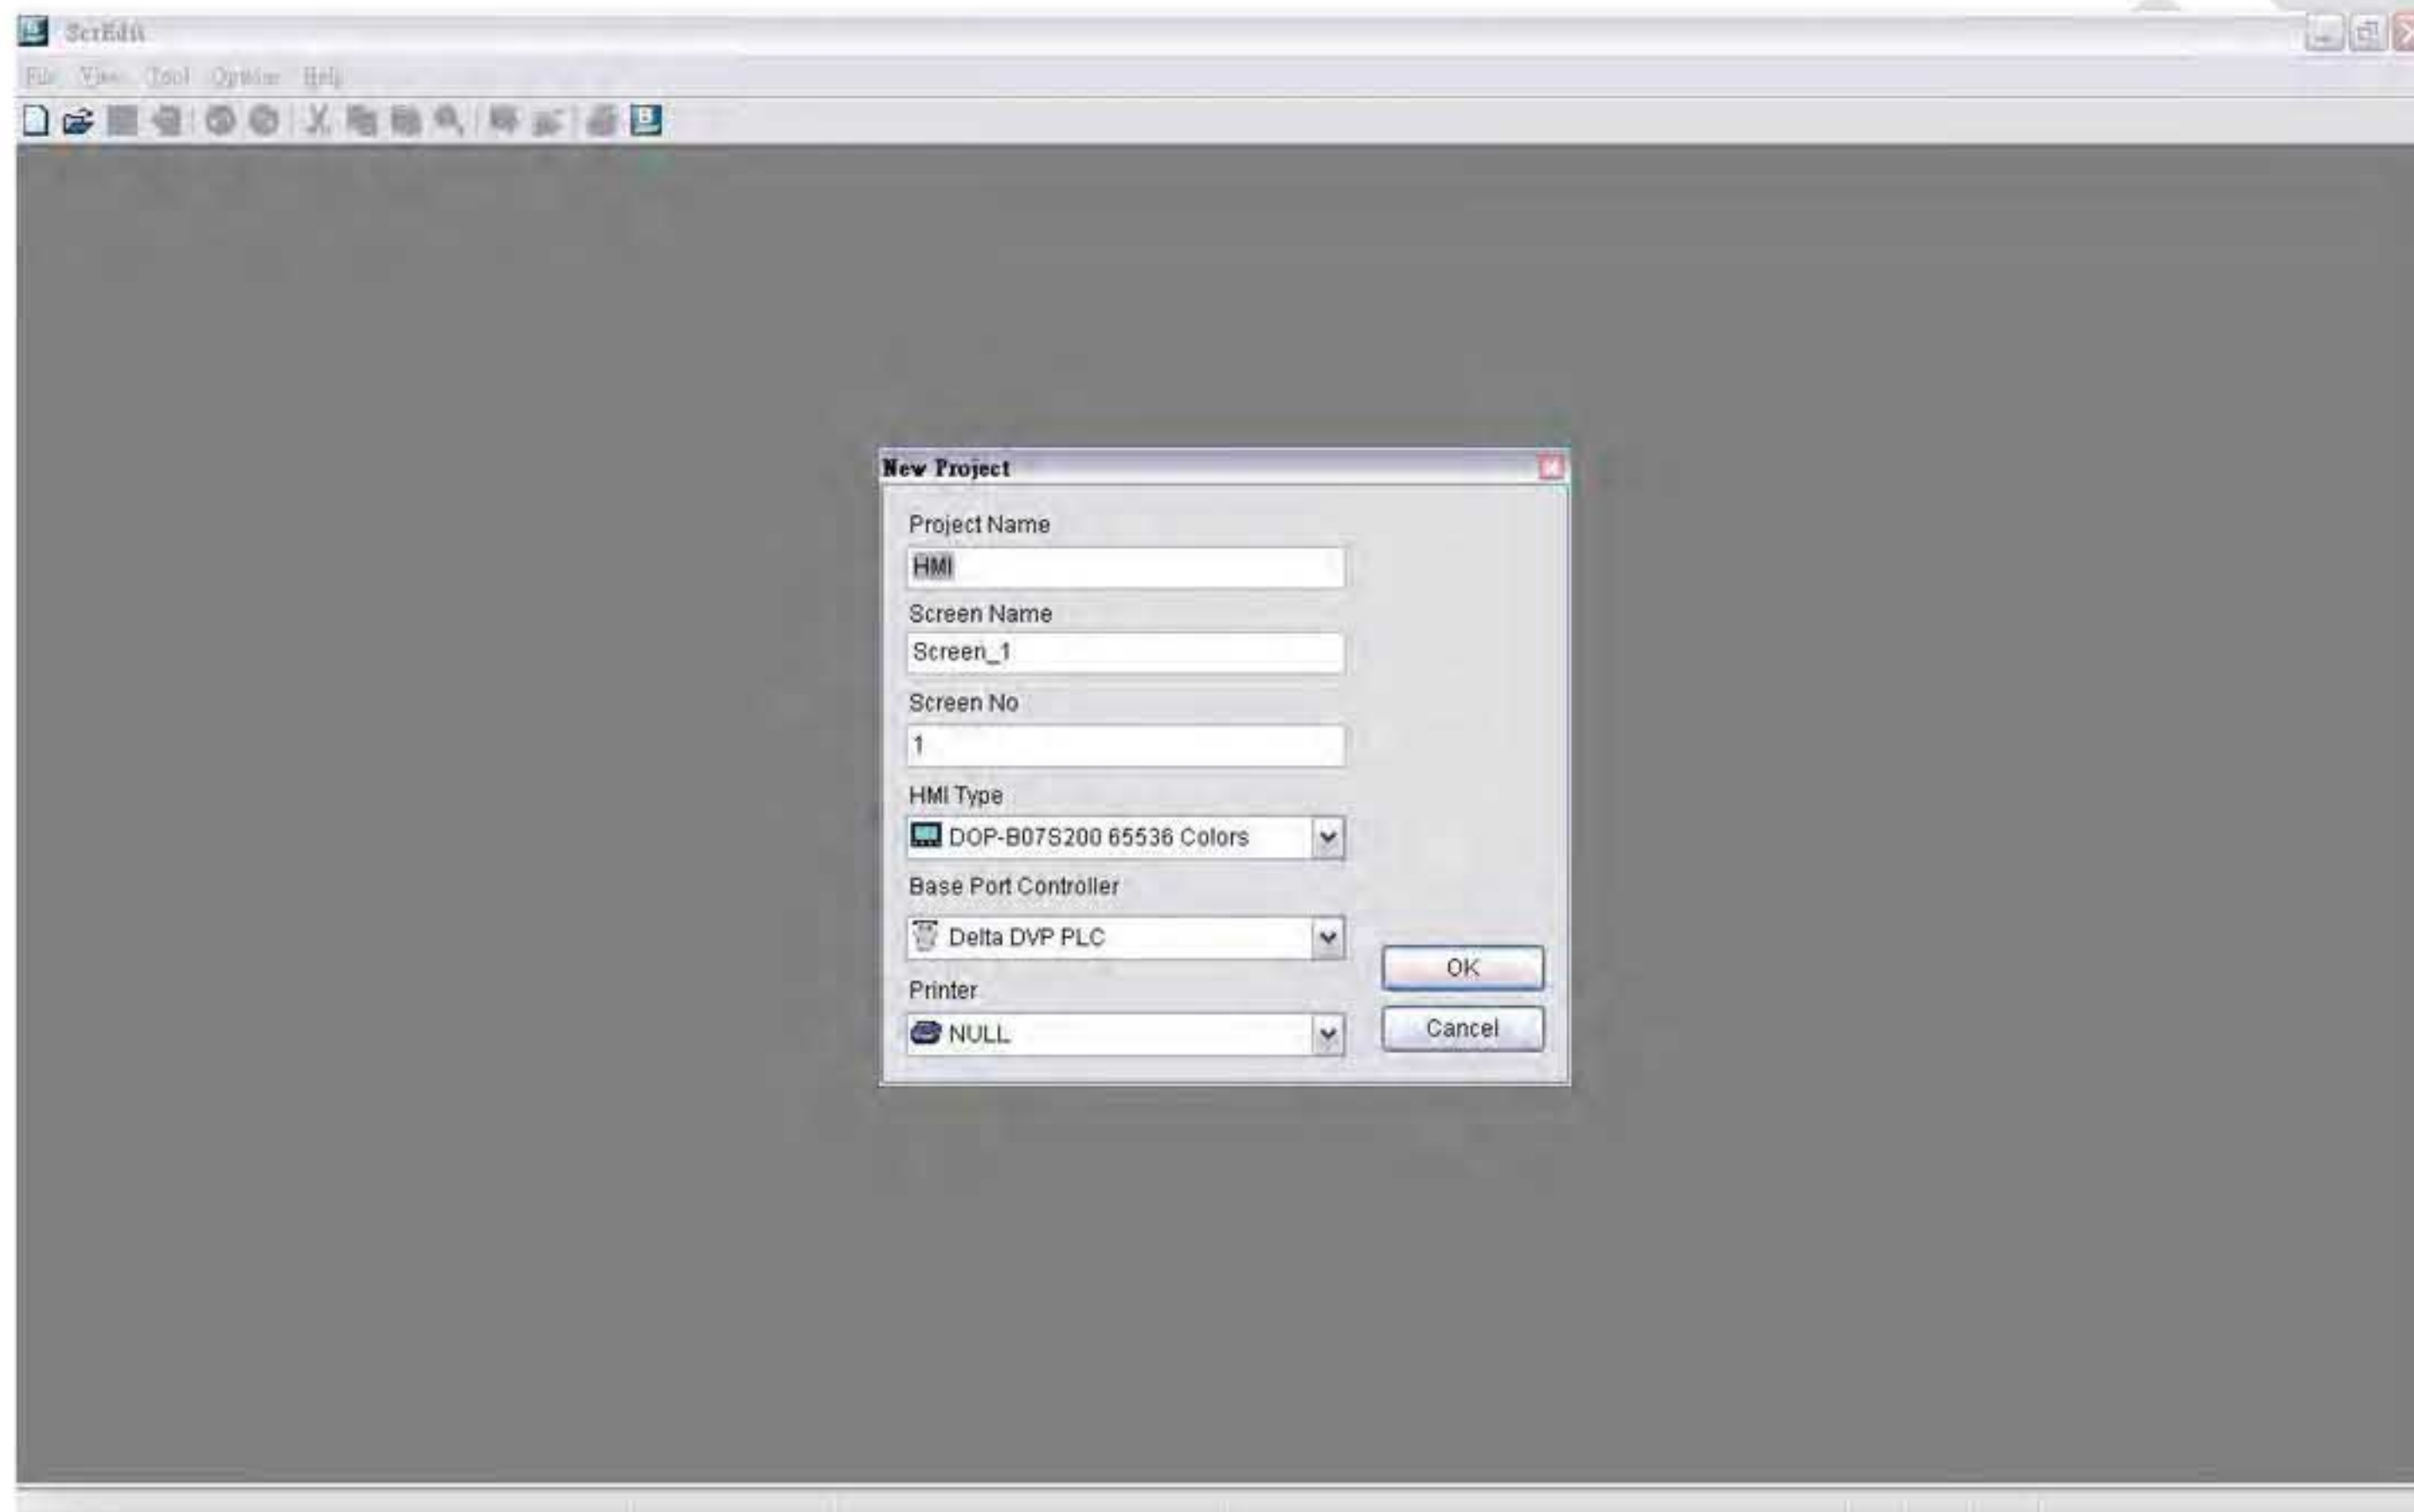 ScrEdit
File View Tool Options Help
New Project
Project Name
HMI
Screen Name
Screen_1
Screen No
1
HMI Type
DOP-B07S200 65536 Colors
Base Port Controller
Delta DVP PLC
Printer
NULL
OK
Cancel